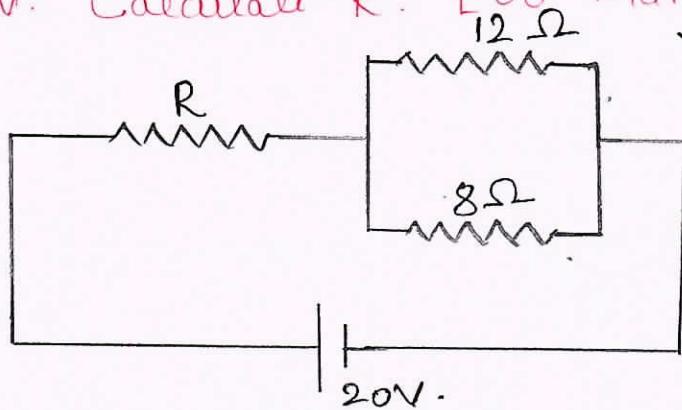 Calculate R.
12 Ω
R
8Ω
20V.